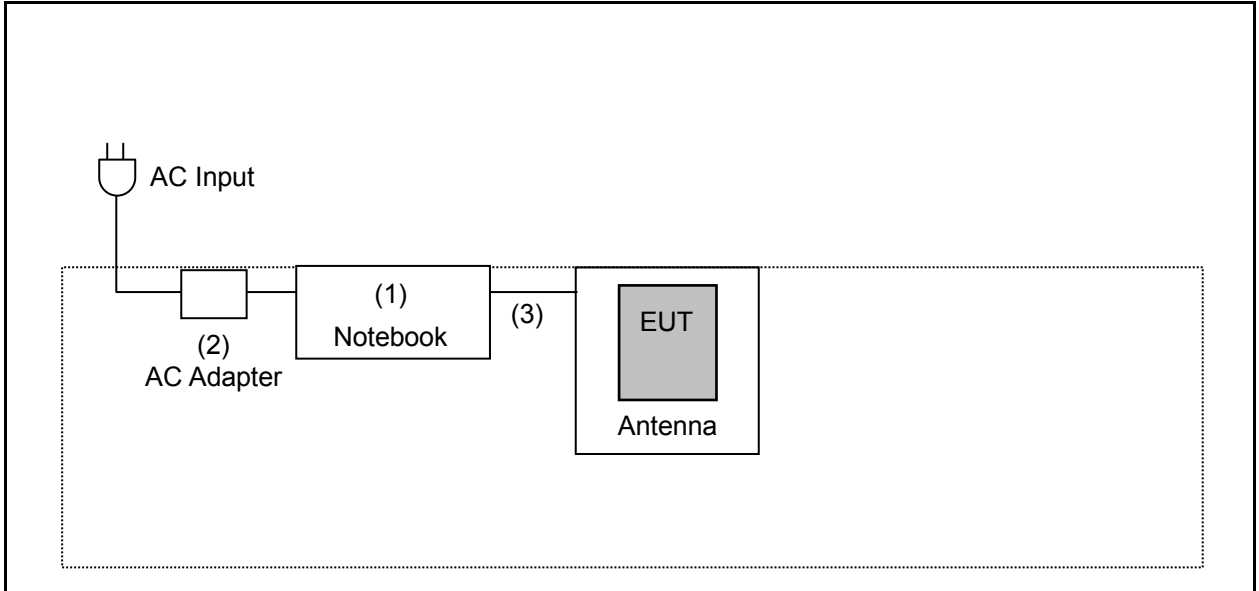 AC Input
(1)
Notebook
(2)
AC Adapter
(3)
EUT
Antenna